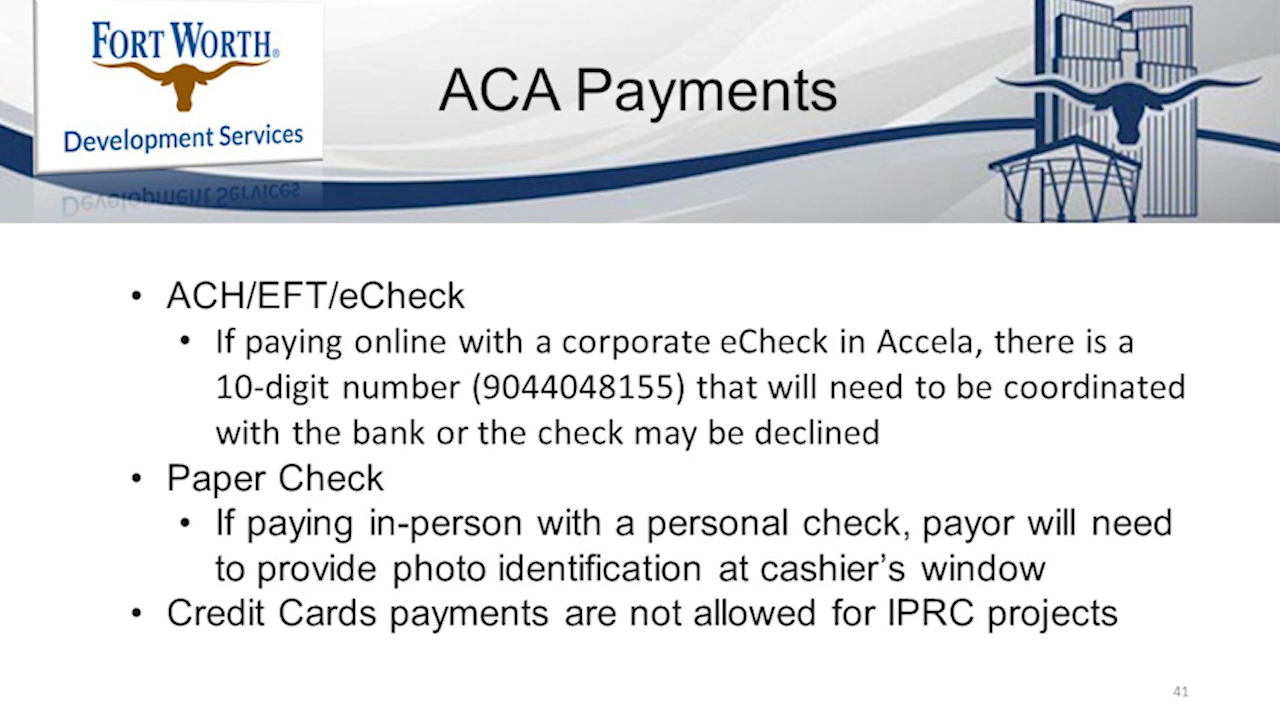 FORT WORTH®
Development Services
ACA Payments
• ACH/EFT/eCheck
• If paying online with a corporate eCheck in Accela, there is a
10-digit number (9044048155) that will need to be coordinated
with the bank or the check may be declined
• Paper Check
• If paying in-person with a personal check, payor will need
to provide photo identification at cashier’s window
• Credit Cards payments are not allowed for IPRC projects
41